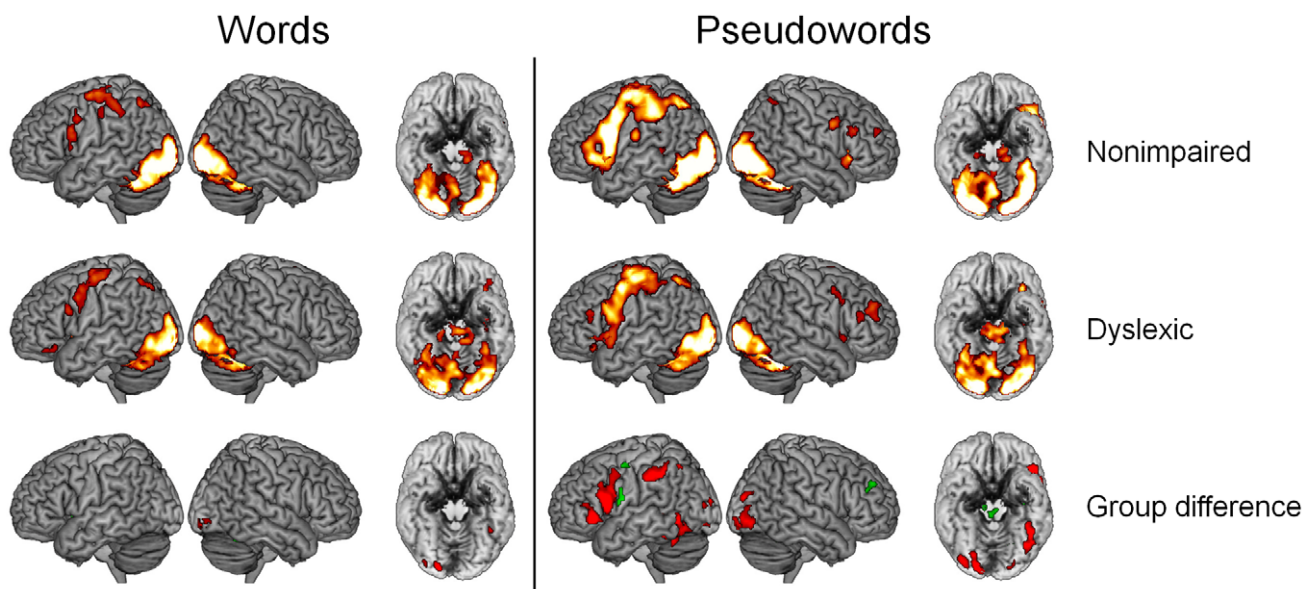 Words
Pseudowords
Nonimpaired
Dyslexic
Group difference